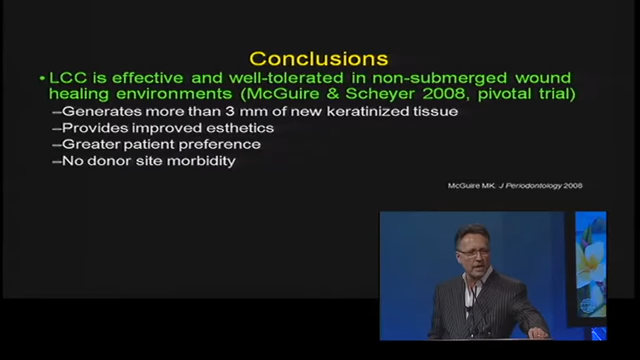 Conclusions
• LCC is effective and well-tolerated in non-submerged wound
healing environments (McGuire & Scheyer 2008, pivotal trial)
–Generates more than 3 mm of new keratinized tissue
–Provides improved esthetics
–Greater patient preference
–No donor site morbidity
McGuire MK. J Periodontology 2008